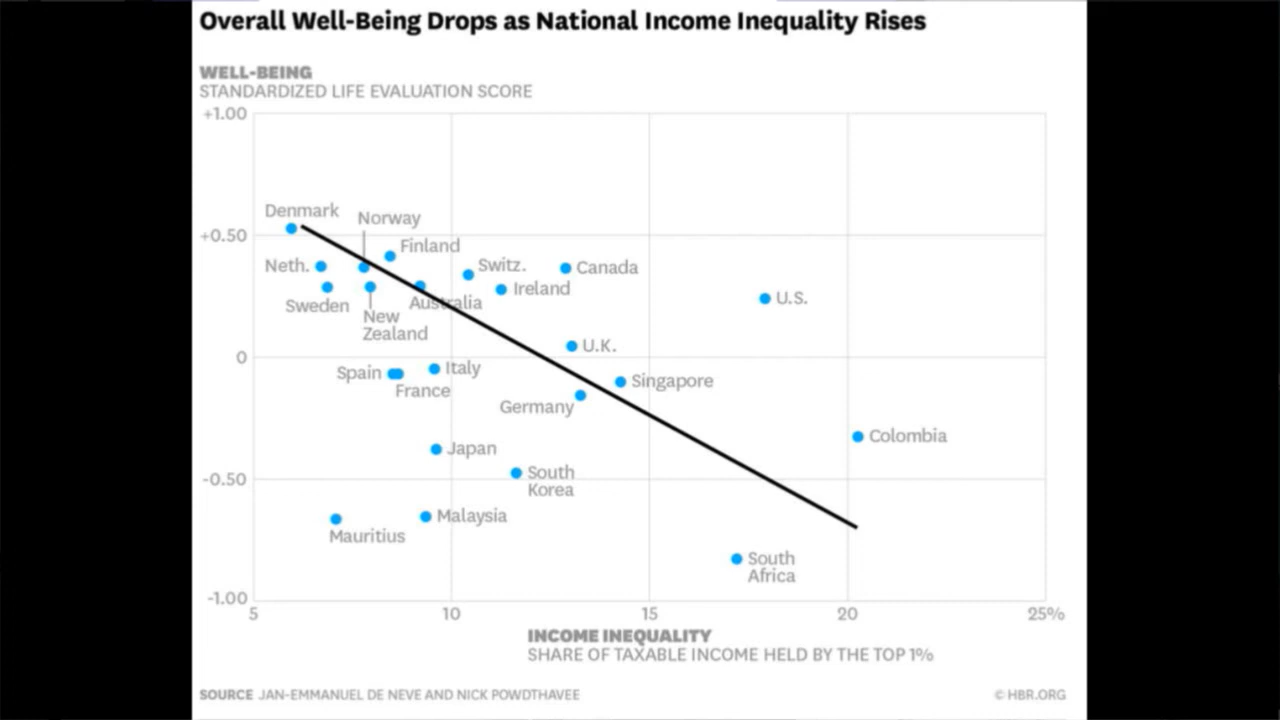 Overall Well-Being Drops as National Income Inequality Rises
WELL-BEING
STANDARDIZED LIFE EVALUATION SCORE
+1.00
Denmark
Norway
+0.50
Finland
Neth.
Switz.
Canada
Sweden
Australia
Ireland
U.S.
New
Zealand
U.K.
0
Spain
Italy
France
Singapore
Germany
Colombia
Japan
-0.50
South
Korea
Malaysia
Mauritius
South
Africa
-1.00
5 10 15 20 25%
INCOME INEQUALITY
SHARE OF TAXABLE INCOME HELD BY THE TOP 1%
SOURCE JAN-EMMANUEL DE NEVE AND NICK POWDTHAVEE © HBR.ORG